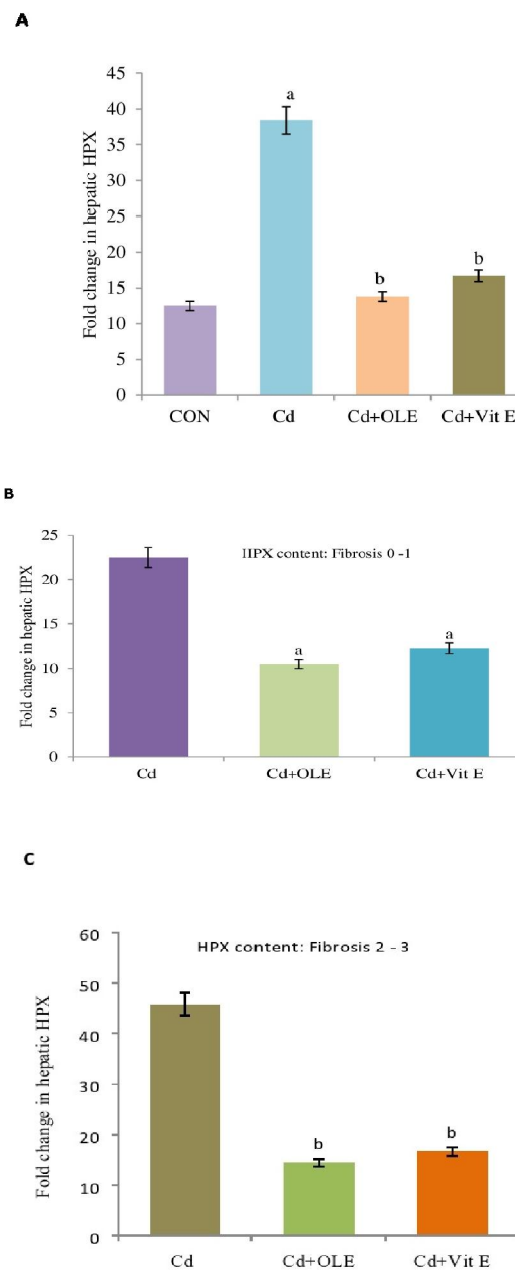 A
Fold change in hepatic HPX
45
40
35
30
25
20
15
10
5
0
a
b
b
CON Cd Cd+OLE Cd+Vit E
B
HPX content: Fibrosis 0 -1
Fold change in hepatic HPX
25
20
15
10
5
0
a
a
Cd Cd+OLE Cd+Vit E
C
HPX content: Fibrosis 2 - 3
Fold change in hepatic HPX
60
50
40
30
20
10
0
b
b
Cd Cd+OLE Cd+Vit E